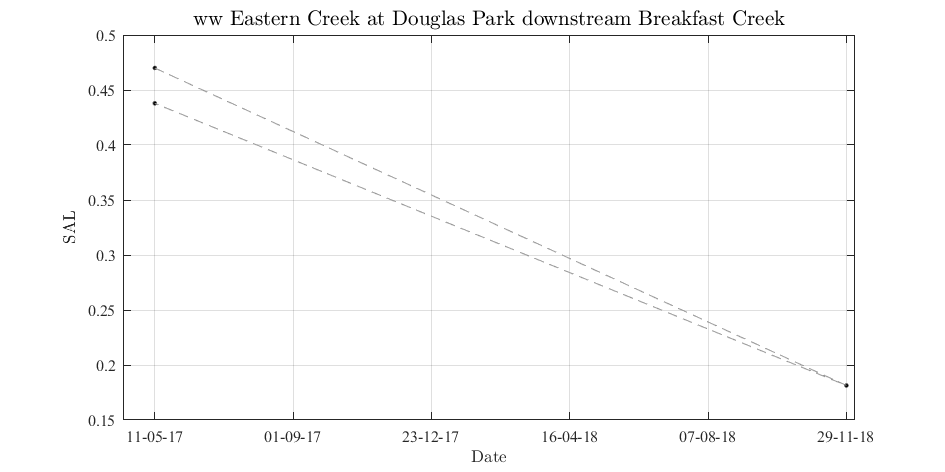 ww Eastern Creek at Douglas Park downstream Breakfast Creek
0.5
0.45
0.4
0.35
0.3
0.25
0.2
0.15
SAL
11-05-17 01-09-17 23-12-17 16-04-18 07-08-18 29-11-18
Date